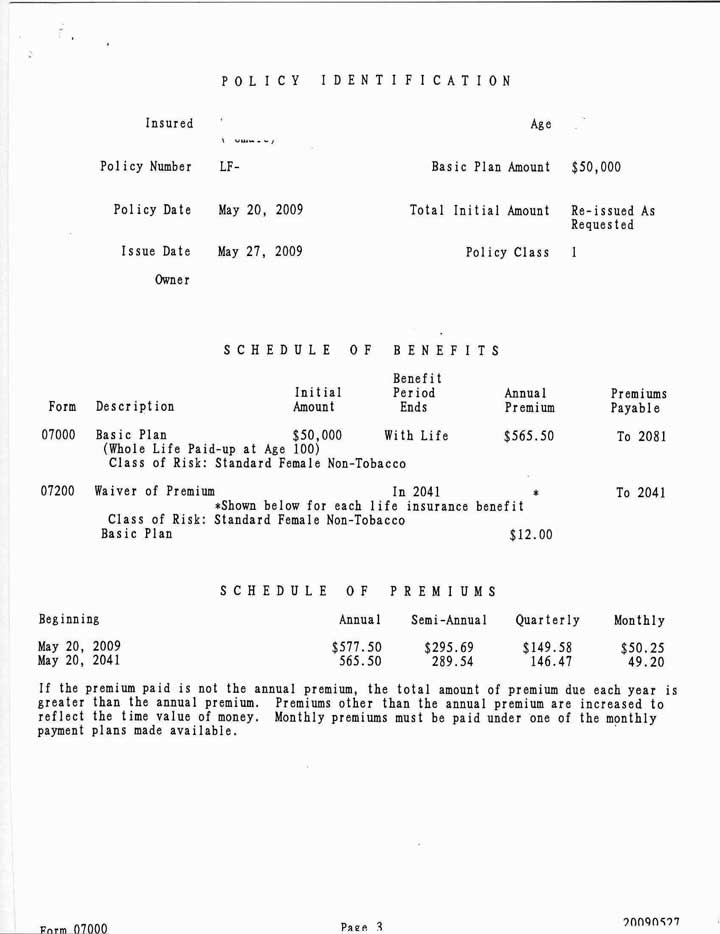 POLICY IDENTIFICATION
Insured Age
Policy Number LF- Basic Plan Amount $50,000
Policy Date May 20, 2009 Total Initial Amount Re-issued As
Requested
Issue Date May 27, 2009 Policy Class 1
Owner
SCHEDULE OF BENEFITS
Benefit
Initial Period Annual Premiums
Form Description Amount Ends Premium Payable
07000 Basic Plan $50,000 With Life $565.50 To 2081
(Whole Life Paid-up at Age 100)
Class of Risk: Standard Female Non-Tobacco
07200 Waiver of Premium In 2041 * To 2041
*Shown below for each life insurance benefit
Class of Risk: Standard Female Non-Tobacco
Basic Plan $12.00
SCHEDULE OF PREMIUMS
Beginning Annual Semi-Annual Quarterly Monthly
May 20, 2009 $577.50 $295.69 $149.58 $50.25
May 20, 2041 565.50 289.54 146.47 49.20
If the premium paid is not the annual premium, the total amount of premium due each year is
greater than the annual premium. Premiums other than the annual premium are increased to
reflect the time value of money. Monthly premiums must be paid under one of the monthly
payment plans made available.
Form 07000 Page 3 20090527